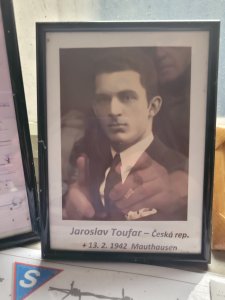 Jaroslav Toufar – Česká rep.
+ 13. 2. 1942 Mauthausen
S